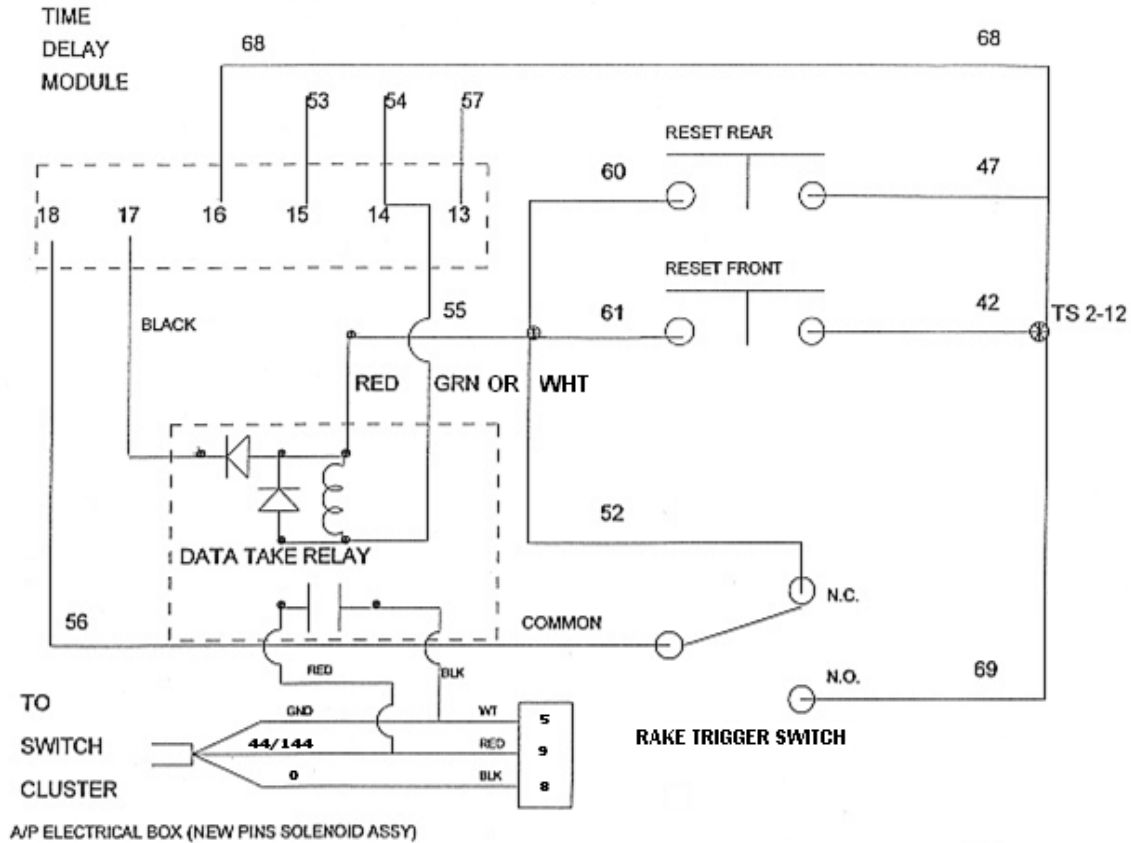 TIME
DELAY
MODULE
68
68
53
54
57
RESET REAR
60
47
18
17
16
15
14
13
RESET FRONT
BLACK
55
61
42
TS 2-12
RED
GRN OR WHT
52
DATA TAKE RELAY
N.C.
56
COMMON
RED
BLK
N.O.
69
TO
SWITCH
CLUSTER
GND
WT
5
44/144
RED
9
0
BLK
8
RAKE TRIGGER SWITCH
A/P ELECTRICAL BOX (NEW PINS SOLENOID ASSY)